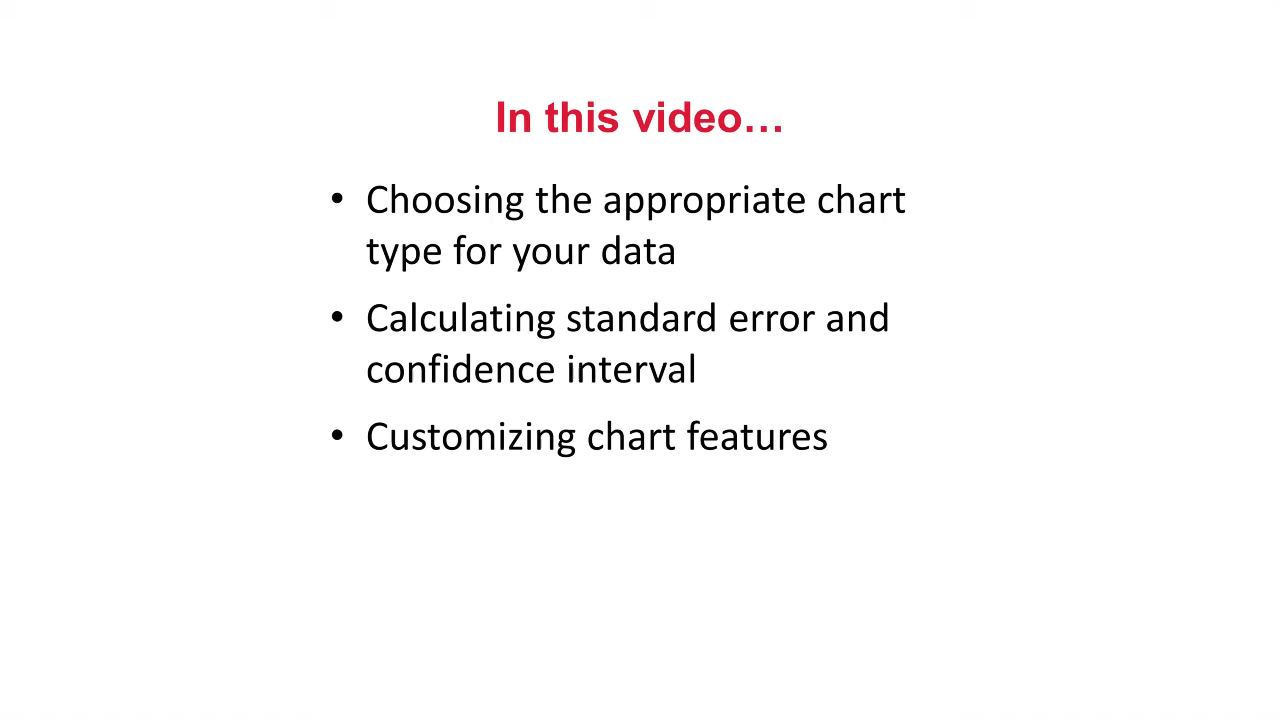 In this video…
• Choosing the appropriate chart
type for your data
• Calculating standard error and
confidence interval
• Customizing chart features